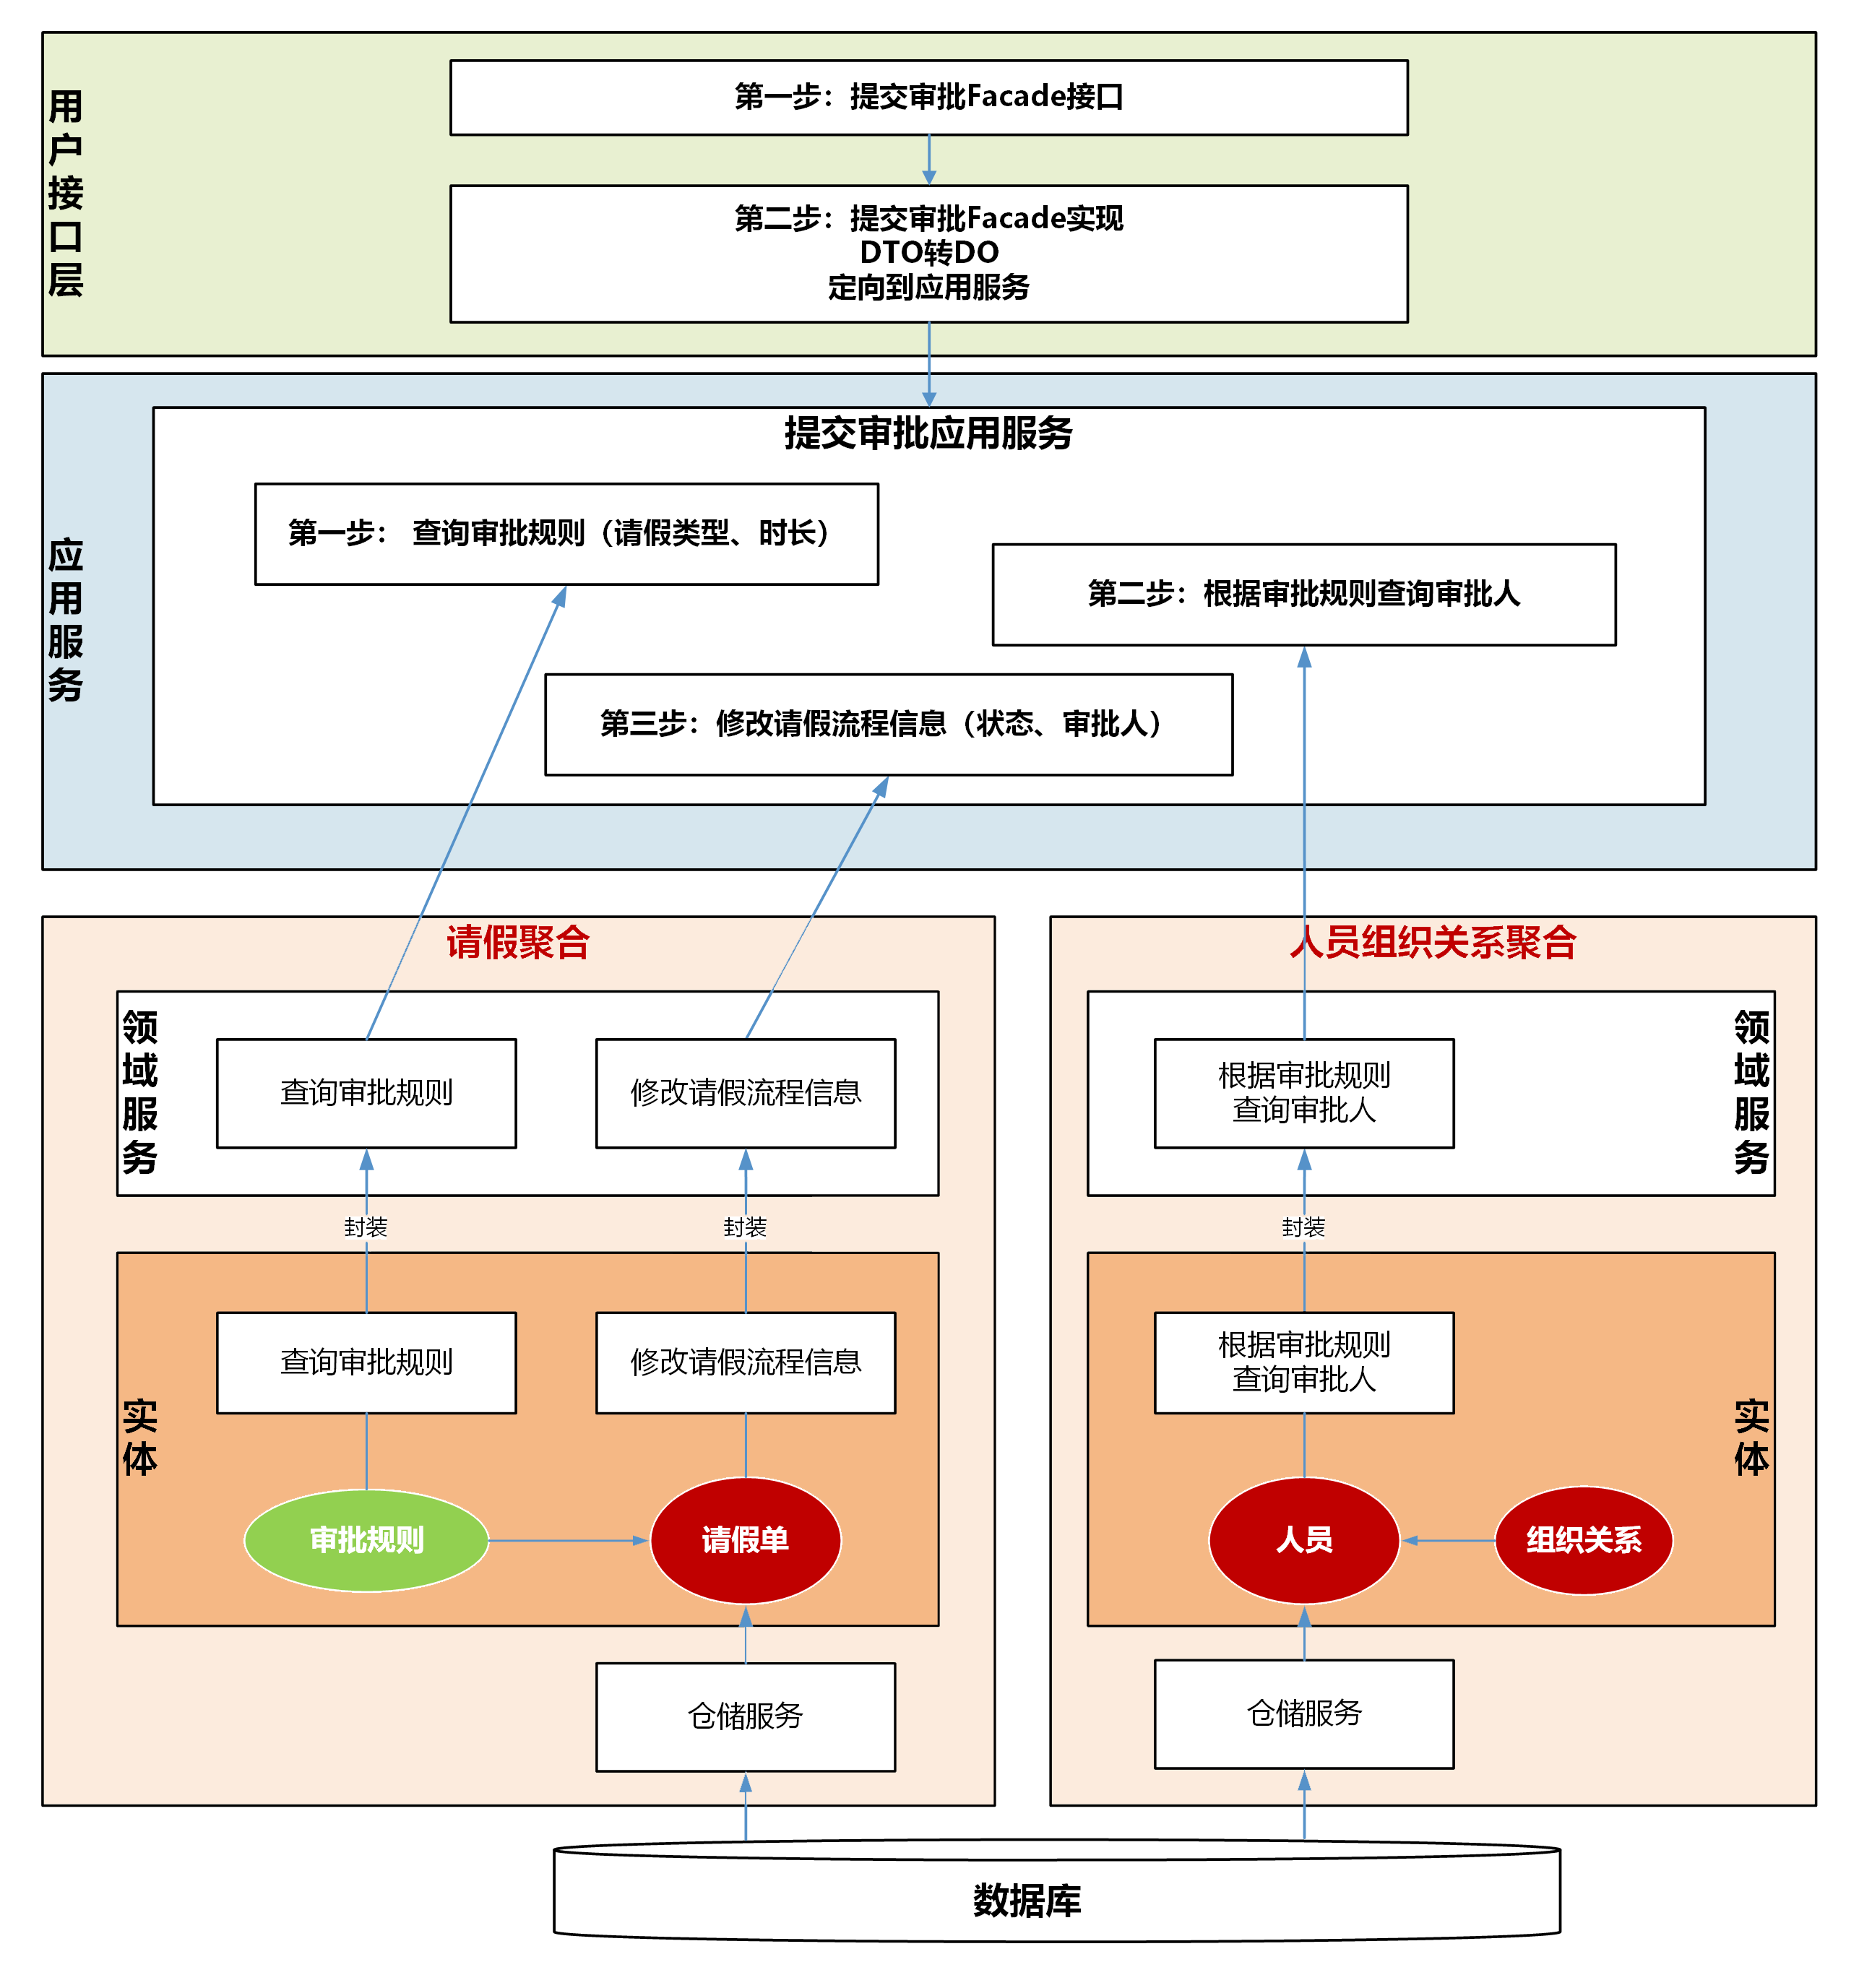 用户接口层
第一步：提交审批Facade接口
第二步：提交审批Facade实现
DTO转DO
定向到应用服务
应用服务
提交审批应用服务
第一步： 查询审批规则（请假类型、时长）
第二步：根据审批规则查询审批人
第三步：修改请假流程信息（状态、审批人）
请假聚合
领域服务
查询审批规则
修改请假流程信息
封装
封装
实体
查询审批规则
修改请假流程信息
审批规则
请假单
仓储服务
人员组织关系聚合
领域服务
根据审批规则
查询审批人
封装
实体
根据审批规则
查询审批人
人员
组织关系
仓储服务
数据库